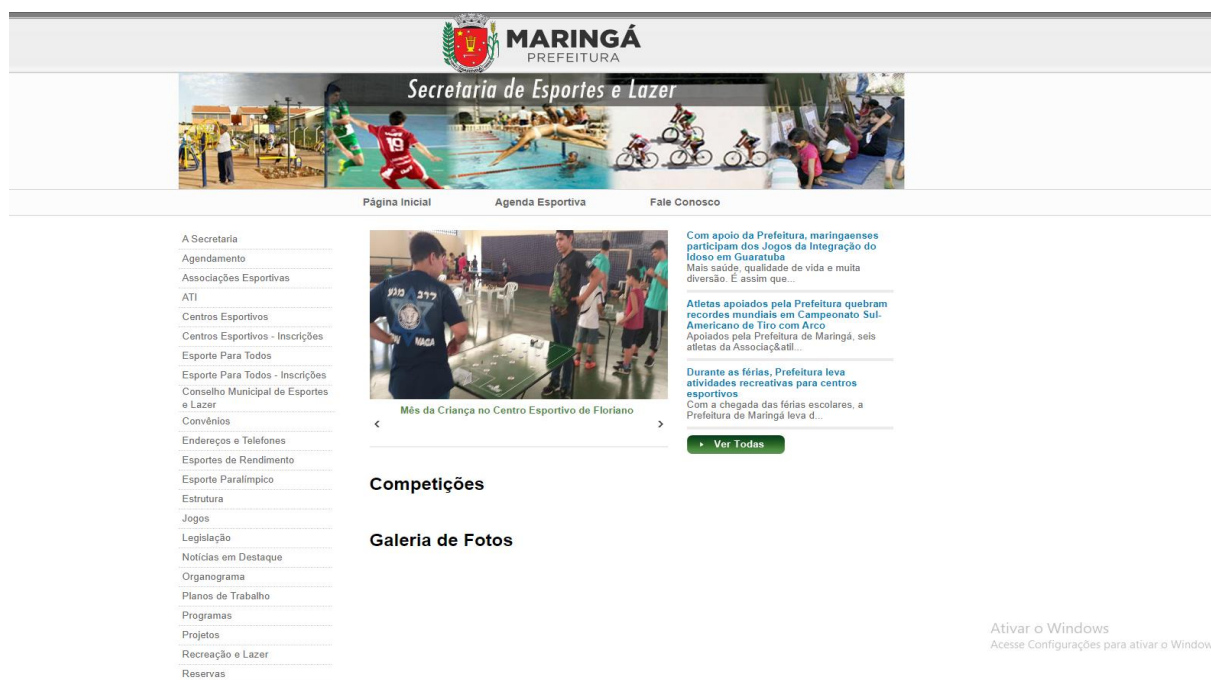 MARINGÁ
PREFEITURA
Secretaria de Esportes e Lazer
Página Inicial
Agenda Esportiva
Fale Conosco
A Secretaria
Agendamento
Associações Esportivas
ATI
Centros Esportivos
Centros Esportivos - Inscrições
Esporte Para Todos
Esporte Para Todos - Inscrições
Conselho Municipal de Esportes
e Lazer
Convênios
Endereços e Telefones
Esportes de Rendimento
Esporte Paralímpico
Estrutura
Jogos
Legislação
Notícias em Destaque
Organograma
Planos de Trabalho
Programas
Projetos
Recreação e Lazer
Reservas
19
MAGA
Mês da Criança no Centro Esportivo de Floriano
‹ ›
Competições
Galeria de Fotos
Com apoio da Prefeitura, maringaenses
participam dos Jogos da Integração do
Idoso em Guaratuba
Mais saúde, qualidade de vida e muita
diversão. É assim que...
Atletas apoiados pela Prefeitura quebram
recordes mundiais em Campeonato Sul-
Americano de Tiro com Arco
Apoiados pela Prefeitura de Maringá, seis
atletas da Associaç&atil...
Durante as férias, Prefeitura leva
atividades recreativas para centros
esportivos
Com a chegada das férias escolares, a
Prefeitura de Maringá leva d...
Ver Todas
Ativar o Windows
Acesse Configurações para ativar o Window